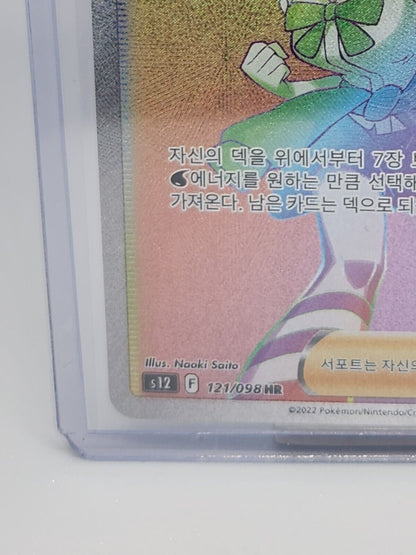 자신의 덱을 위에서부터 7장
에너지를 원하는 만큼 선택해
가져온다. 남은 카드는 덱으로 되
Illus. Naoki Saito
s12 F 121/098 HR
서포트는 자신의
©2022 Pokémon/Nintendo/Cr